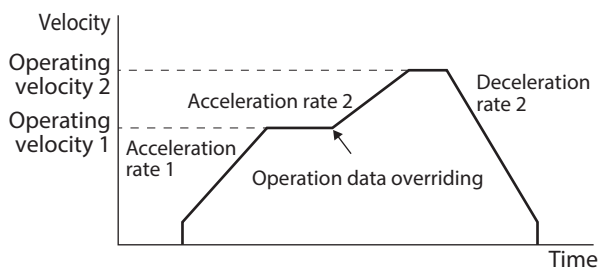 Velocity
Operating
velocity 2
Acceleration rate 2
Deceleration
rate 2
Operating
velocity 1
Acceleration
rate 1
Operation data overriding
Time